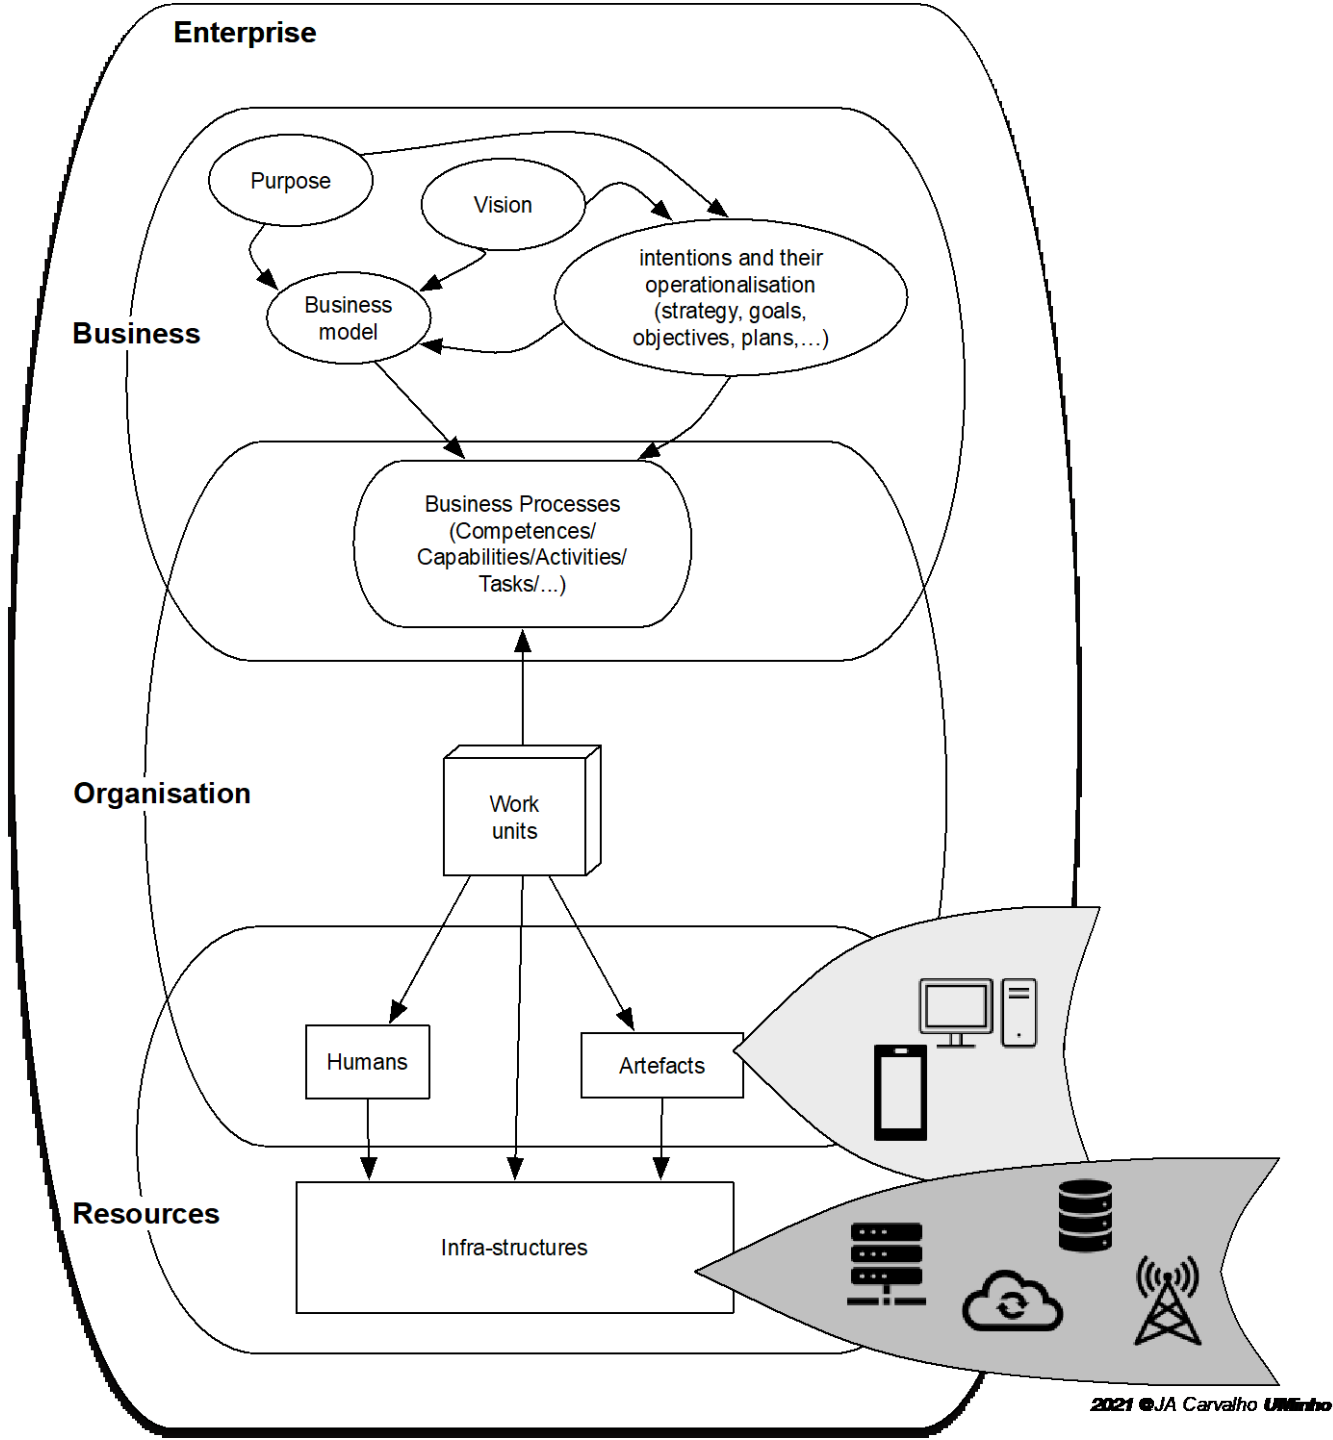 Enterprise
Purpose
Vision
intentions and their
operationalisation
(strategy, goals,
objectives, plans,...)
Business
model
Business
Business Processes
(Competences/
Capabilities/Activities/
Tasks/...)
Work
units
Organisation
Humans
Artefacts
Resources
Infra-structures
2021 @JA Carvalho UMinho